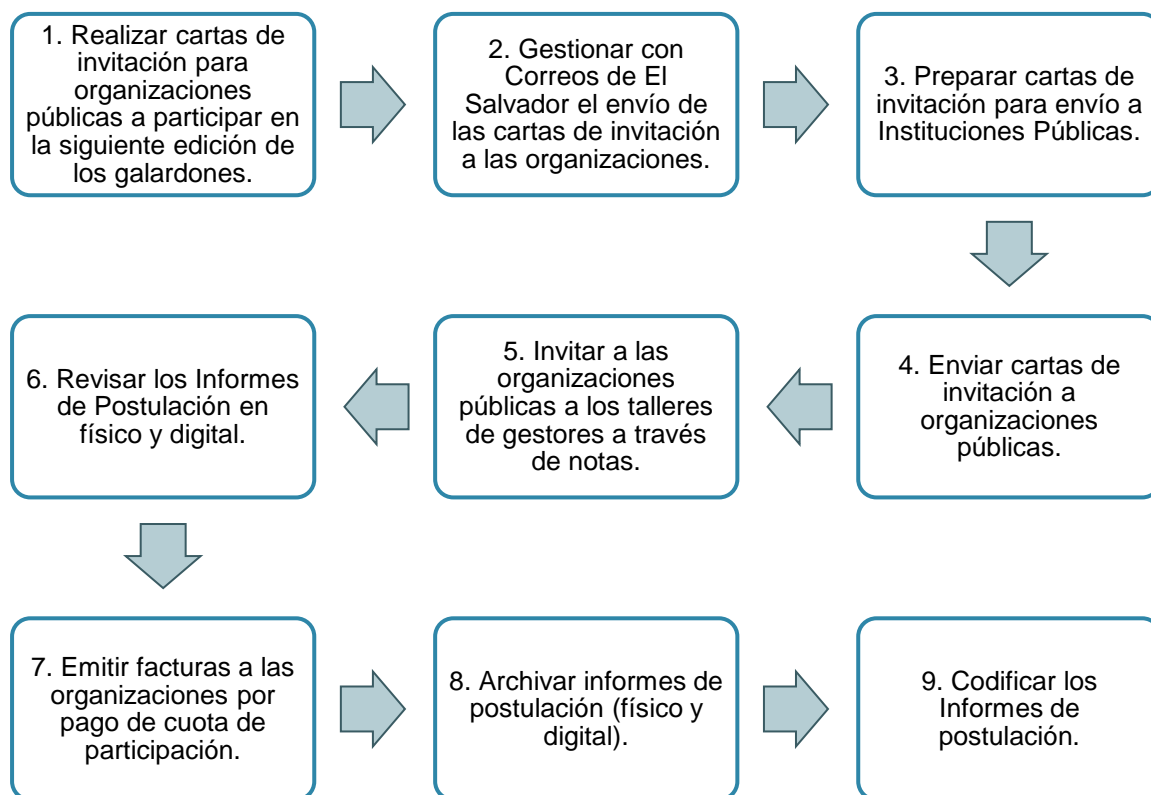 1. Realizar cartas de
invitación para
organizaciones
públicas a participar en
la siguiente edición de
los galardones.
2. Gestionar con
Correos de El
Salvador el envío de
las cartas de invitación
a las organizaciones.
3. Preparar cartas de
invitación para envío a
Instituciones Públicas.
4. Enviar cartas de
invitación a
organizaciones
públicas.
5. Invitar a las
organizaciones
públicas a los talleres
de gestores a través
de notas.
6. Revisar los Informes
de Postulación en
físico y digital.
7. Emitir facturas a las
organizaciones por
pago de cuota de
participación.
8. Archivar informes de
postulación (físico y
digital).
9. Codificar los
Informes de
postulación.